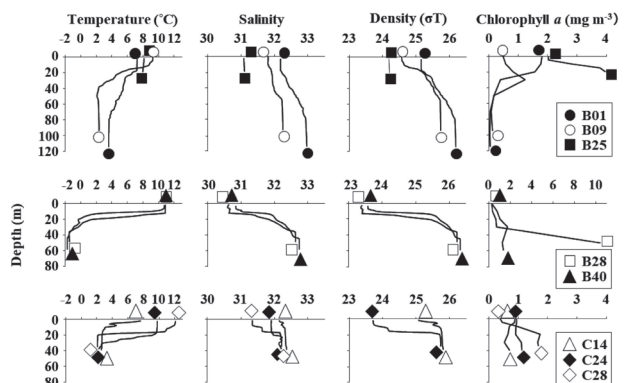 Temperature (°C) Salinity Density (σT) Chlorophyll a (mg m⁻³)
-2 0 2 4 6 8 10 12 30 31 32 33 23 24 25 26 0 1 2 3 4
0
20
40
60
80
100
120
B01
B09
B25
-2 0 2 4 6 8 10 12 30 31 32 33 23 24 25 26 0 2 4 6 8 10
Depth (m)
0
20
40
60
80
B28
B40
-2 0 2 4 6 8 10 12 30 31 32 33 23 24 25 26 0 1 2 3 4
0
20
40
60
80
C14
C24
C28